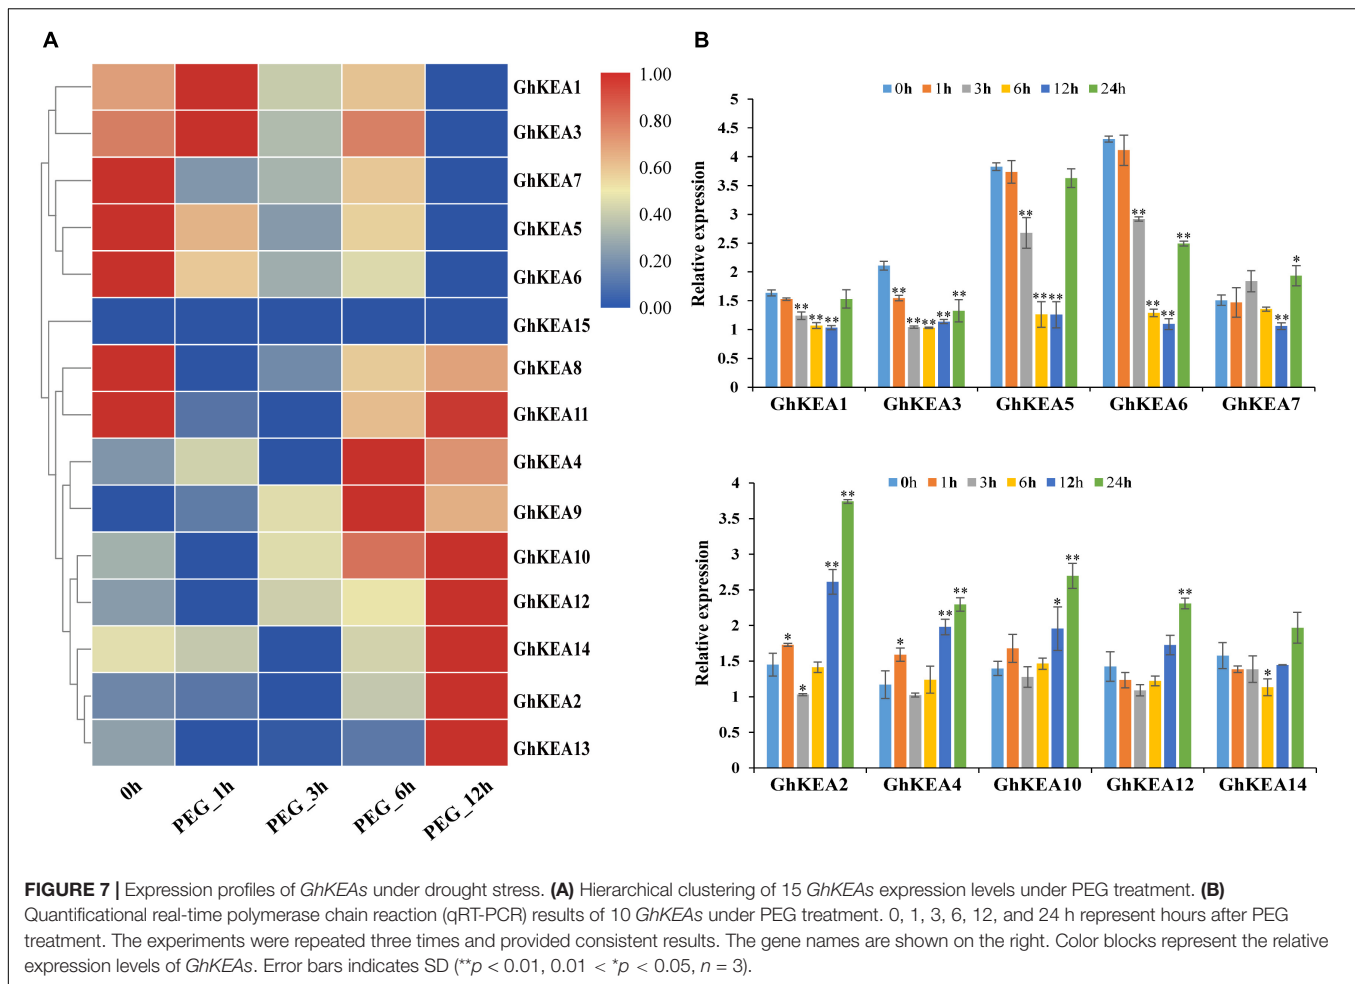 A
GhKEA1
GhKEA3
GhKEA7
GhKEA5
GhKEA6
GhKEA15
GhKEA8
GhKEA11
GhKEA4
GhKEA9
GhKEA10
GhKEA12
GhKEA14
GhKEA2
GhKEA13
1.00
0.80
0.60
0.40
0.20
0.00
0h PEG_1h PEG_3h PEG_6h PEG_12h
B
0h 1h 3h 6h 12h 24h
Relative expression
5
4.5
4
3.5
3
2.5
2
1.5
1
0.5
0
** ** **
** ** ** ** **
** ** **
** ** ** **
** *
GhKEA1 GhKEA3 GhKEA5 GhKEA6 GhKEA7
0h 1h 3h 6h 12h 24h
Relative expression
4
3.5
3
2.5
2
1.5
1
0.5
0
* * ** **
* ** **
* **
**
*
GhKEA2 GhKEA4 GhKEA10 GhKEA12 GhKEA14
FIGURE 7 | Expression profiles of GhKEAs under drought stress. (A) Hierarchical clustering of 15 GhKEAs expression levels under PEG treatment. (B)
Quantificational real-time polymerase chain reaction (qRT-PCR) results of 10 GhKEAs under PEG treatment. 0, 1, 3, 6, 12, and 24 h represent hours after PEG
treatment. The experiments were repeated three times and provided consistent results. The gene names are shown on the right. Color blocks represent the relative
expression levels of GhKEAs. Error bars indicates SD (**p < 0.01, 0.01 < *p < 0.05, n = 3).